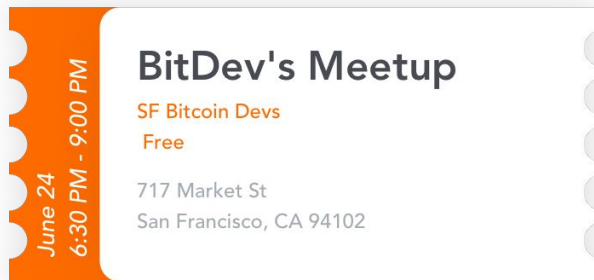 June 24
6:30 PM - 9:00 PM
BitDev's Meetup
SF Bitcoin Devs
Free
717 Market St
San Francisco, CA 94102